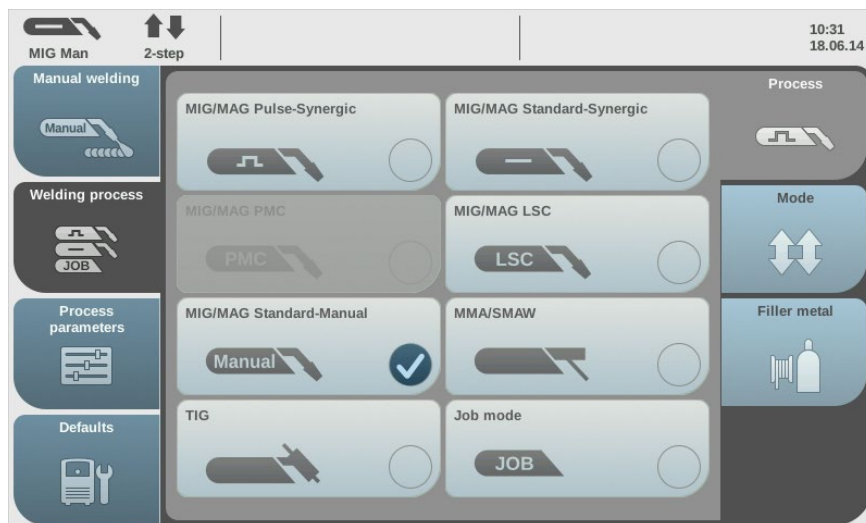 MIG Man
2-step
10:31
18.06.14
Manual welding
Manual
Welding process
JOB
Process
parameters
Defaults
MIG/MAG Pulse-Synergic
MIG/MAG Standard-Synergic
MIG/MAG PMC
PMC
MIG/MAG LSC
LSC
MIG/MAG Standard-Manual
Manual
MMA/SMAW
TIG
Job mode
JOB
Process
Mode
Filler metal